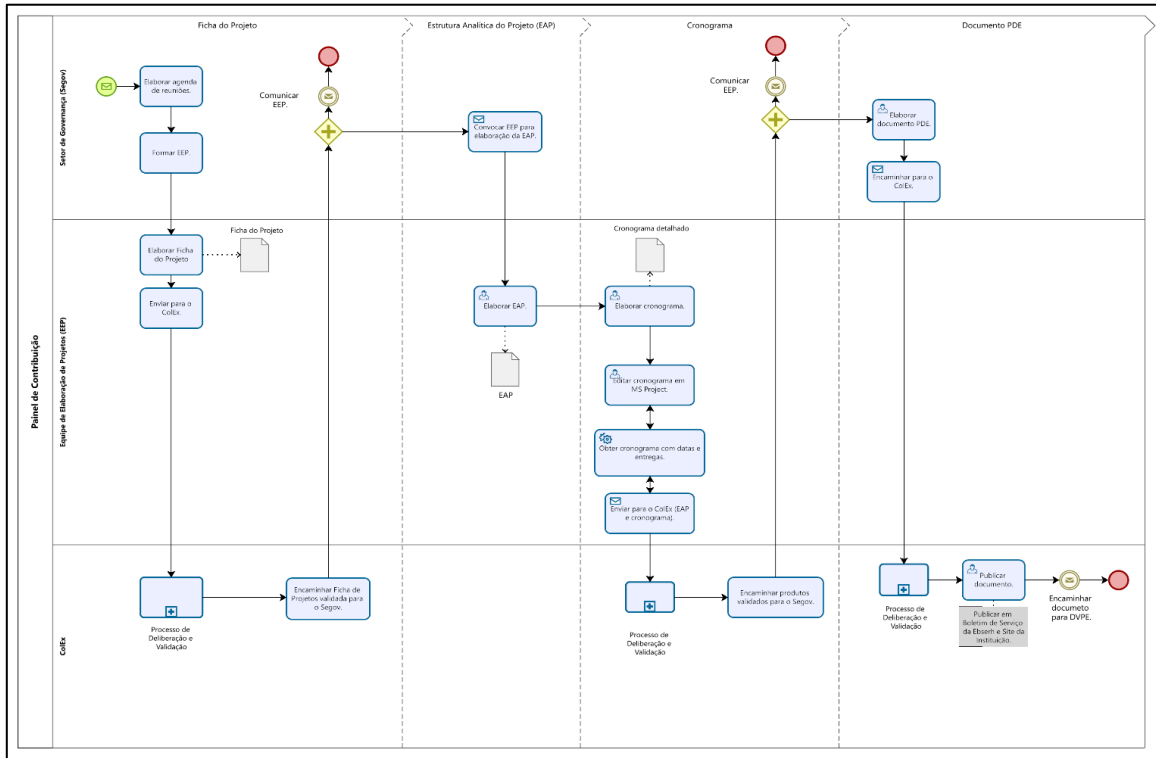 Ficha do Projeto
Estrutura Analítica do Projeto (EAP)
Cronograma
Documento PDE
Painel de Contribuição
Setor de Governança (Segov)
Elaborar agenda
de reuniões.
Formar EEP.
Comunicar
EEP.
Convocar EEP para
elaboração da EAP.
Comunicar
EEP.
Elaborar
documento PDE.
Encaminhar para o
ColEx.
Equipe de Elaboração de Projetos (EEP)
Elaborar Ficha
do Projeto
Ficha do Projeto
Enviar para o
ColEx.
Elaborar EAP.
EAP
Cronograma detalhado
Elaborar cronograma.
Editar cronograma em
MS Project.
Obter cronograma com datas e
entregas.
Enviar para o ColEx (EAP
e cronograma).
ColEx
Processo de
Deliberação e
Validação
Encaminhar Ficha de
Projetos validada para
o Segov.
Processo de
Deliberação e
Validação
Encaminhar produtos
validados para o Segov.
Processo de
Deliberação e
Validação
Publicar
documento.
Publicar em
Boletim de Serviço
da Ebserh e Site da
Instituição.
Encaminhar
documeto
para DVPE.